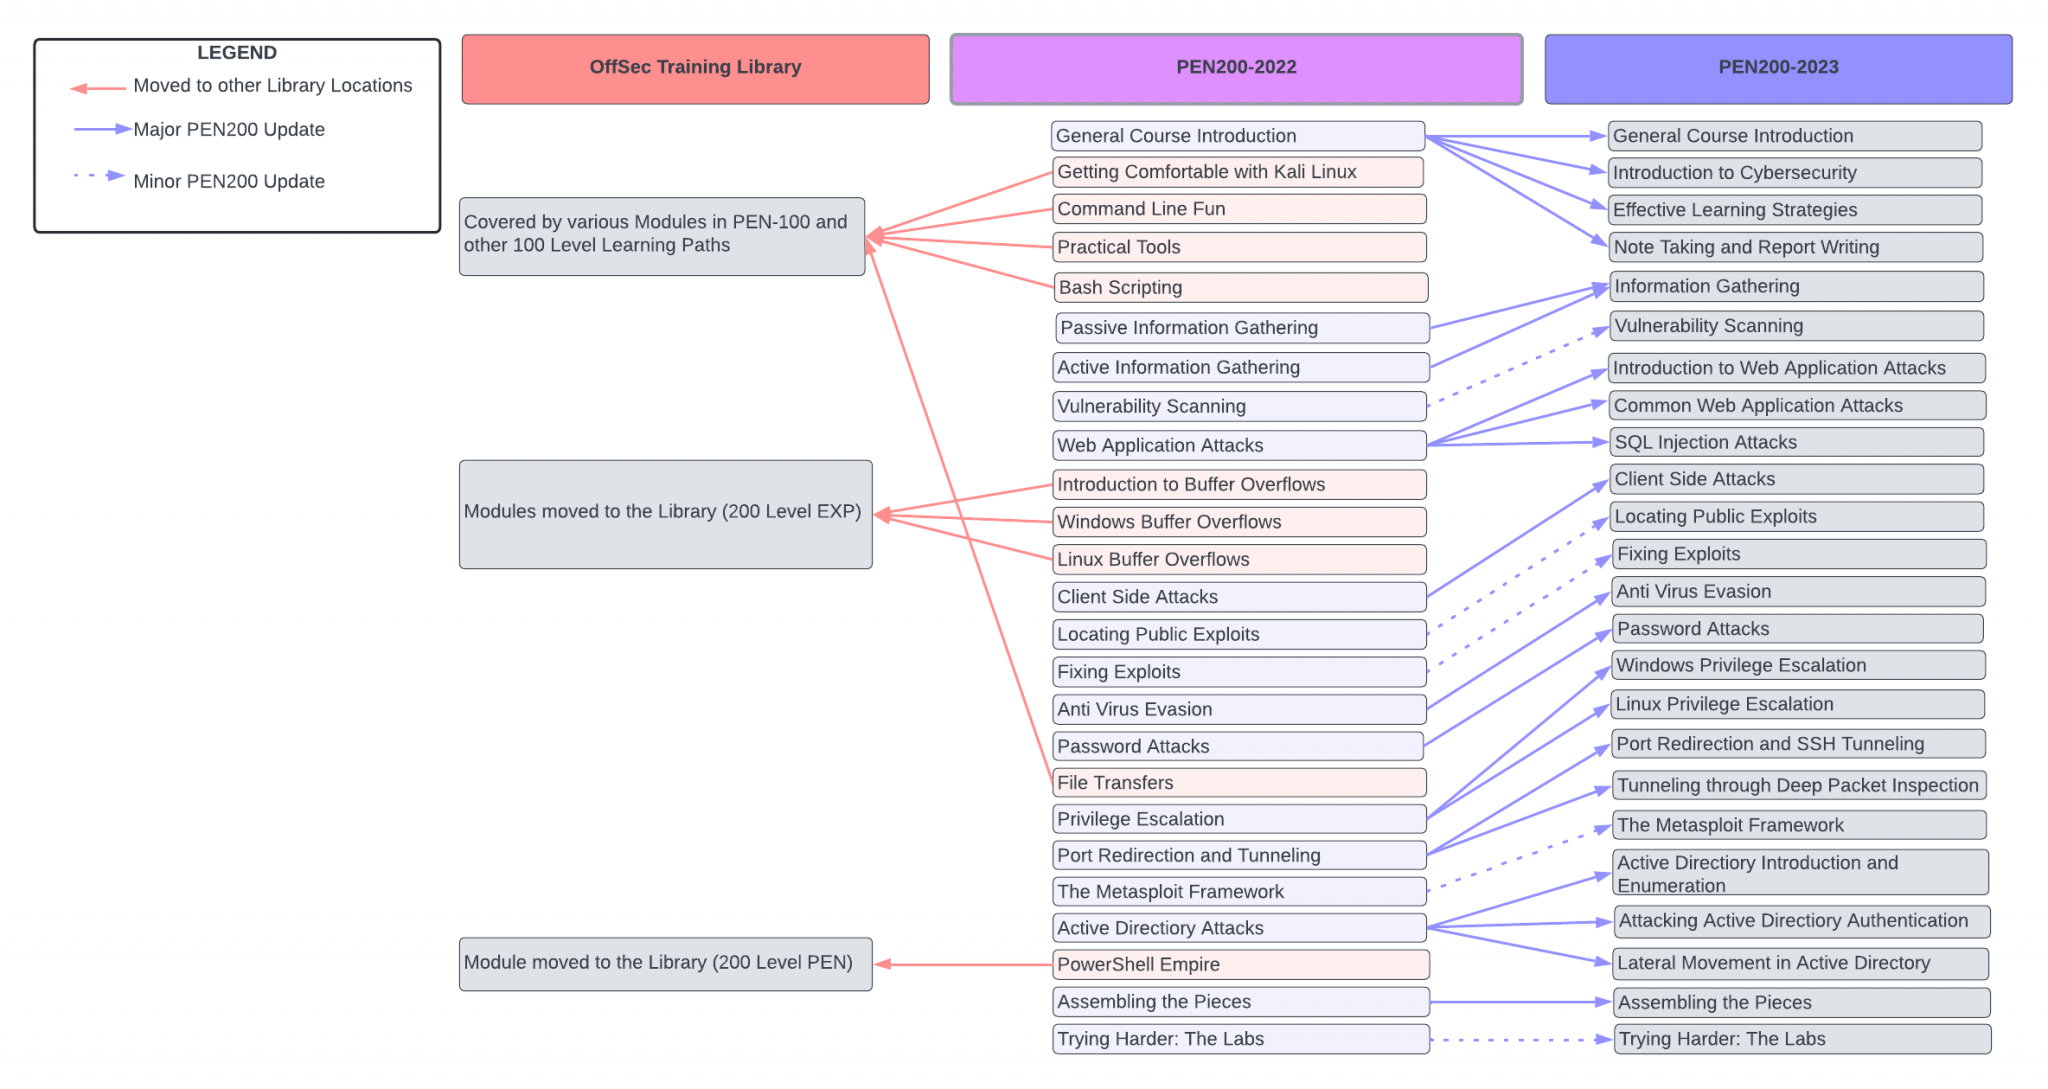 LEGEND
Moved to other Library Locations
Major PEN200 Update
Minor PEN200 Update
OffSec Training Library
Covered by various Modules in PEN-100 and
other 100 Level Learning Paths
Modules moved to the Library (200 Level EXP)
Module moved to the Library (200 Level PEN)
PEN200-2022
General Course Introduction
Getting Comfortable with Kali Linux
Command Line Fun
Practical Tools
Bash Scripting
Passive Information Gathering
Active Information Gathering
Vulnerability Scanning
Web Application Attacks
Introduction to Buffer Overflows
Windows Buffer Overflows
Linux Buffer Overflows
Client Side Attacks
Locating Public Exploits
Fixing Exploits
Anti Virus Evasion
Password Attacks
File Transfers
Privilege Escalation
Port Redirection and Tunneling
The Metasploit Framework
Active Directiory Attacks
PowerShell Empire
Assembling the Pieces
Trying Harder: The Labs
PEN200-2023
General Course Introduction
Introduction to Cybersecurity
Effective Learning Strategies
Note Taking and Report Writing
Information Gathering
Vulnerability Scanning
Introduction to Web Application Attacks
Common Web Application Attacks
SQL Injection Attacks
Client Side Attacks
Locating Public Exploits
Fixing Exploits
Anti Virus Evasion
Password Attacks
Windows Privilege Escalation
Linux Privilege Escalation
Port Redirection and SSH Tunneling
Tunneling through Deep Packet Inspection
The Metasploit Framework
Active Directiory Introduction and
Enumeration
Attacking Active Directiory Authentication
Lateral Movement in Active Directory
Assembling the Pieces
Trying Harder: The Labs